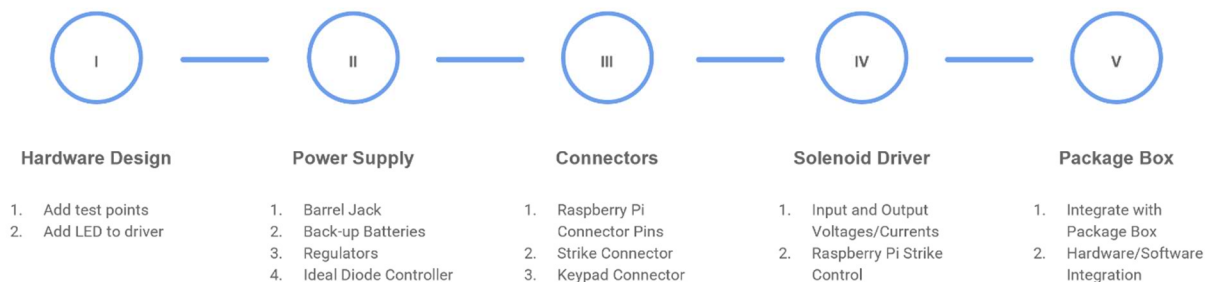 I
II
III
IV
V
Hardware Design
1. Add test points
2. Add LED to driver
Power Supply
1. Barrel Jack
2. Back-up Batteries
3. Regulators
4. Ideal Diode Controller
Connectors
1. Raspberry Pi
Connector Pins
2. Strike Connector
3. Keypad Connector
Solenoid Driver
1. Input and Output
Voltages/Currents
2. Raspberry Pi Strike
Control
Package Box
1. Integrate with
Package Box
2. Hardware/Software
Integration